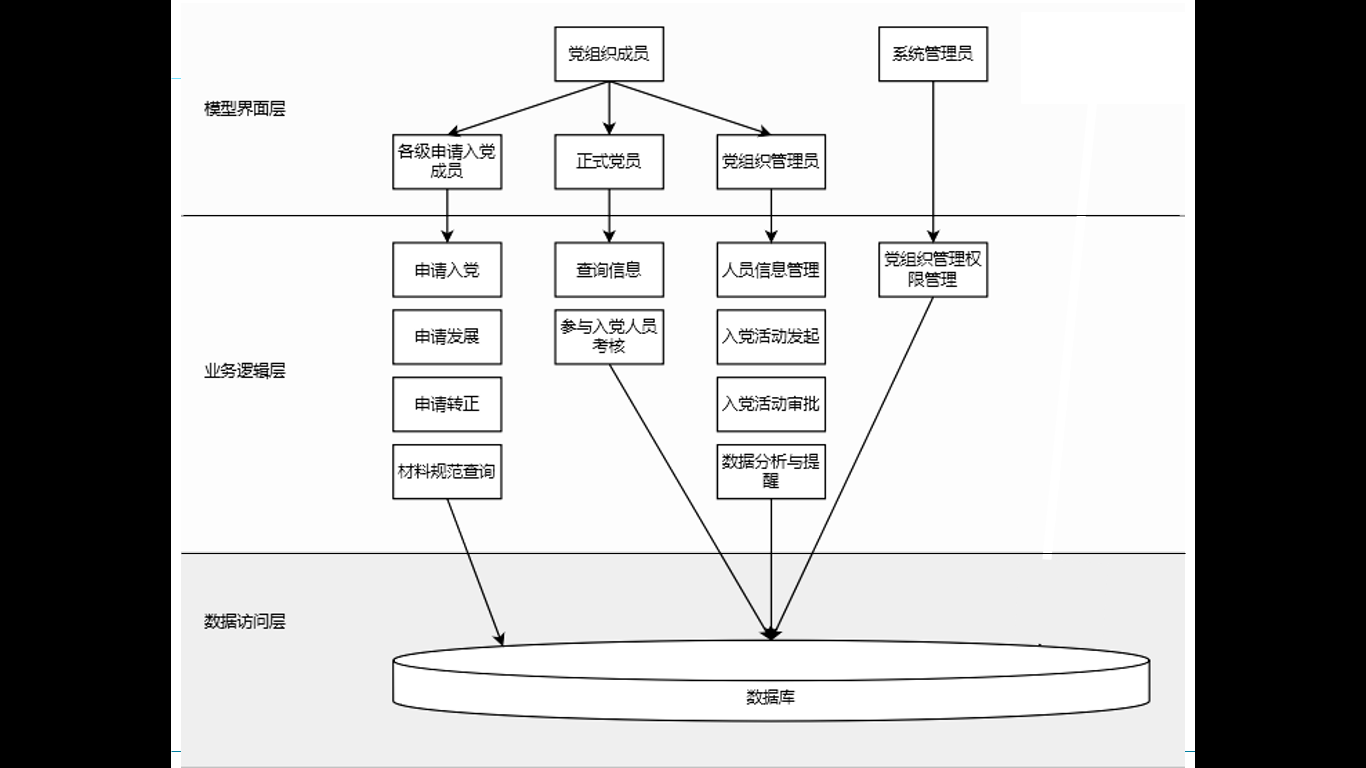 党组织成员
系统管理员
模型界面层
各级申请入党
成员
正式党员
党组织管理员
申请入党
查询信息
人员信息管理
党组织管理权
限管理
申请发展
参与入党人员
考核
入党活动发起
业务逻辑层
申请转正
入党活动审批
材料规范查询
数据分析与提
醒
数据访问层
数据库